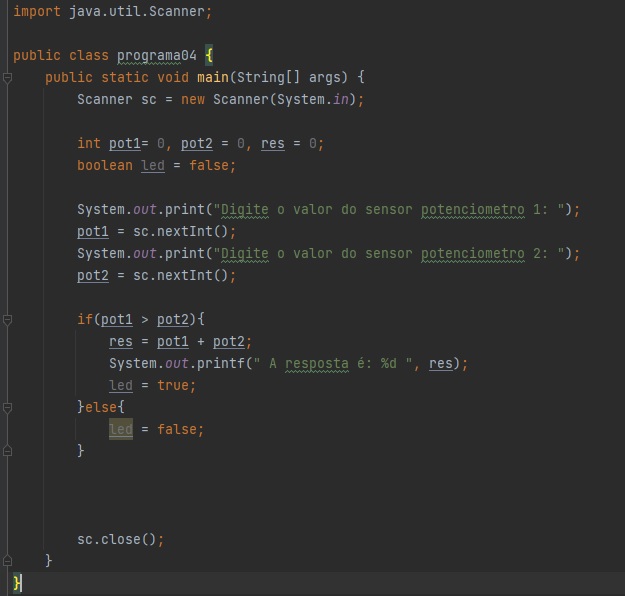 import java.util.Scanner;
public class programa04 {
public static void main(String[] args) {
Scanner sc = new Scanner(System.in);
int pot1= 0, pot2 = 0, res = 0;
boolean led = false;
System.out.print("Digite o valor do sensor potenciometro 1: ");
pot1 = sc.nextInt();
System.out.print("Digite o valor do sensor potenciometro 2: ");
pot2 = sc.nextInt();
if(pot1 > pot2){
res = pot1 + pot2;
System.out.printf(" A resposta é: %d ", res);
led = true;
}else{
led = false;
}
sc.close();
}
}